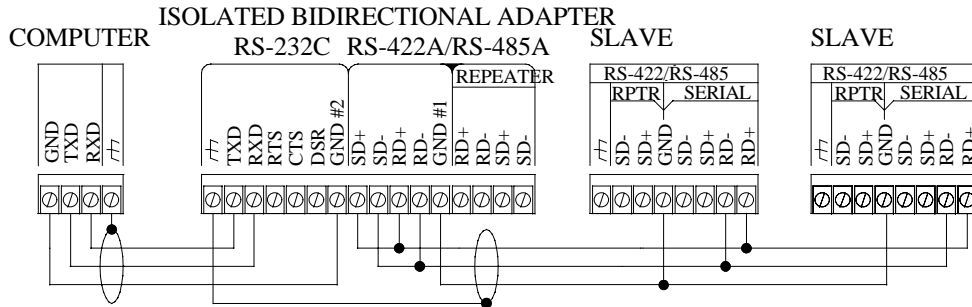 ISOLATED BIDIRECTIONAL ADAPTER
COMPUTER
RS-232C RS-422A/RS-485A
SLAVE
SLAVE
REPEATER
RS-422/RS-485
RPTR SERIAL
RS-422/RS-485
RPTR SERIAL
GND
TXD
RXD
TXD
RXD
RTS
CTS
DSR
GND #2
SD+
SD-
RD+
RD-
GND #1
RD+
RD-
SD+
SD-
SD-
SD+
GND
SD-
SD+
RD-
RD+
SD-
SD+
GND
SD-
SD+
RD-
RD+